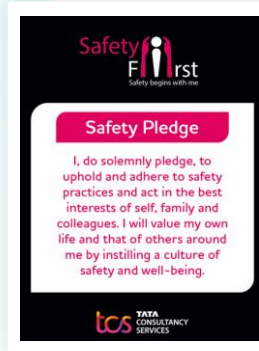 Safety
First
Safety begins with me
Safety Pledge
I, do solemnly pledge, to
uphold and adhere to safety
practices and act in the best
interests of self, family and
colleagues. I will value my own
life and that of others around
me by instilling a culture of
safety and well-being.
tcs TATA
CONSULTANCY
SERVICES